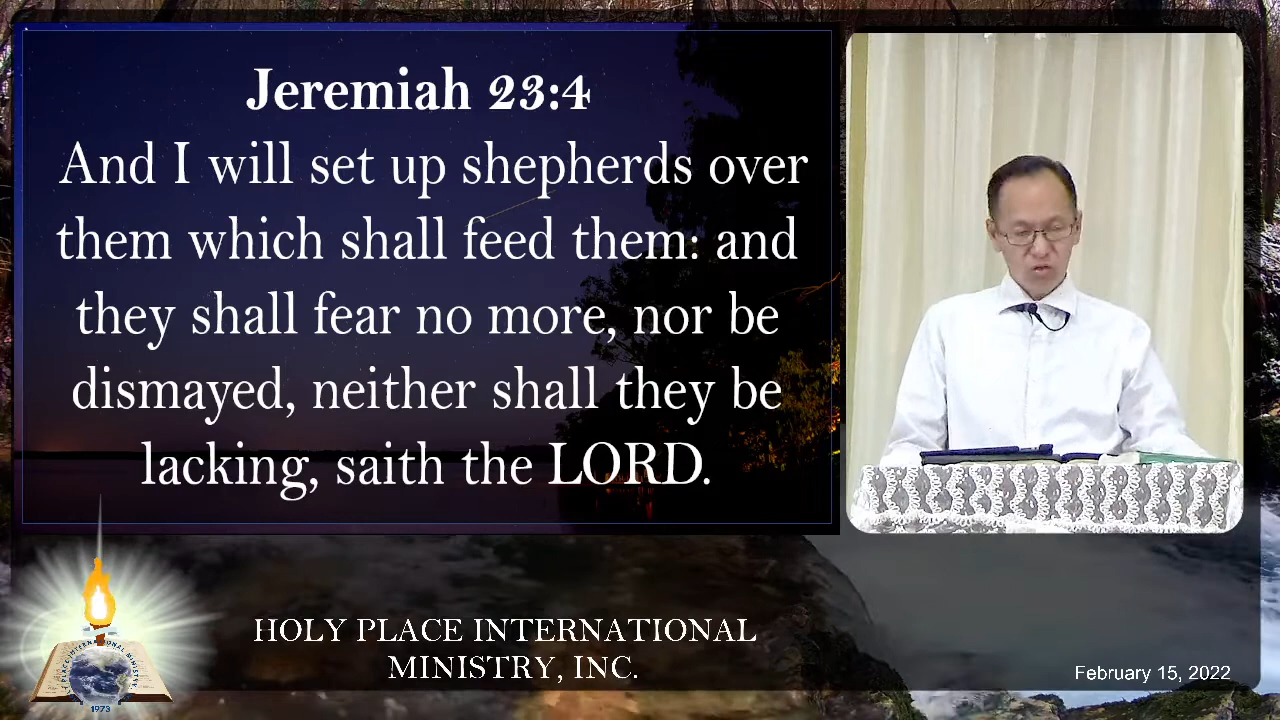 Jeremiah 23:4
And I will set up shepherds over
them which shall feed them: and
they shall fear no more, nor be
dismayed, neither shall they be
lacking, saith the LORD.
HOLY PLACE INTERNATIONAL
MINISTRY, INC.
February 15, 2022
1973